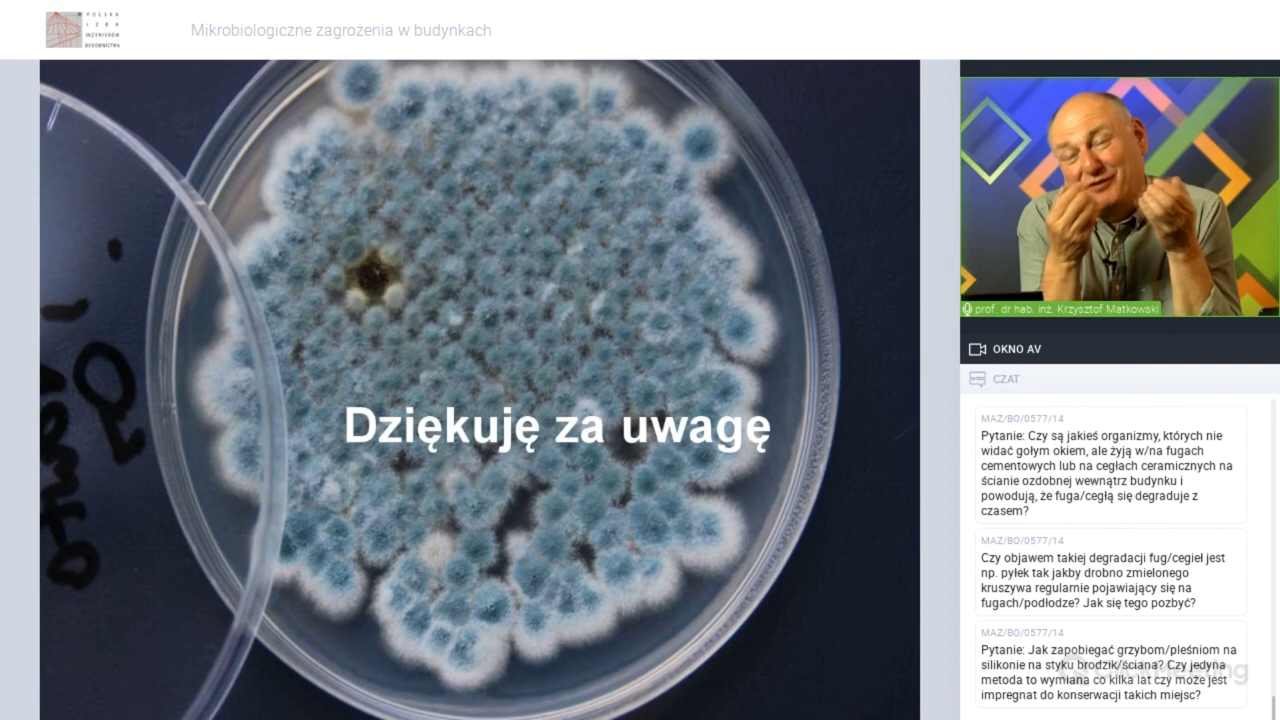 POLSKA
IZBA
INŻYNIERÓW
BUDOWNICTWA
Mikrobiologiczne zagrożenia w budynkach
Dziękuję za uwagę
prof. dr hab. inż. Krzysztof Matkowski
OKNO AV
CZAT
MAZ/BO/0577/14
Pytanie: Czy są jakieś organizmy, których nie
widać gołym okiem, ale żyją w/na fugach
cementowych lub na cegłach ceramicznych na
ścianie ozdobnej wewnątrz budynku i
powodują, że fuga/cegłą się degraduje z
czasem?
MAZ/BO/0577/14
Czy objawem takiej degradacji fug/cegieł jest
np. pyłek tak jakby drobno zmielonego
kruszywa regularnie pojawiający się na
fugach/podłodze? Jak się tego pozbyć?
MAZ/BO/0577/14
Pytanie: Jak zapobiegać grzybom/pleśniom na
silikonie na styku brodzik/ściana? Czy jedyna
metoda to wymiana co kilka lat czy może jest
impregnat do konserwacji takich miejsc?